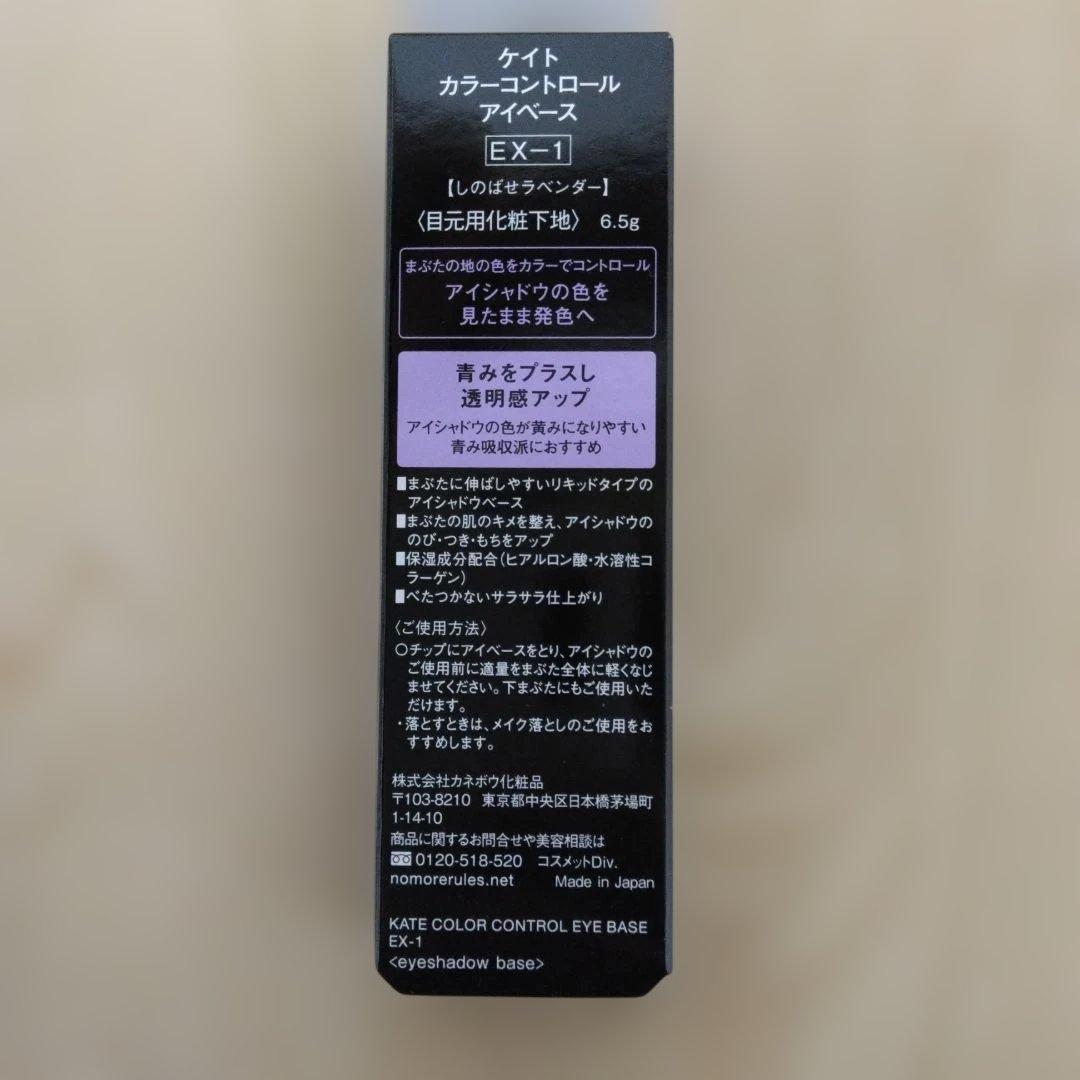 ケイト
カラーコントロール
アイベース
EX-1
【しのばせラベンダー】
〈目元用化粧下地〉 6.5g
まぶたの地の色をカラーでコントロール
アイシャドウの色を
見たまま発色へ
青みをプラスし
透明感アップ
アイシャドウの色が黄みになりやすい
青み吸収派におすすめ
■まぶたに伸ばしやすいリキッドタイプの
アイシャドウベース
■まぶたの肌のキメを整え、アイシャドウの
のび・つき・もちをアップ
■保湿成分配合(ヒアルロン酸・水溶性コ
ラーゲン)
■べたつかないサラサラ仕上がり
〈ご使用方法〉
○チップにアイベースをとり、アイシャドウの
ご使用前に適量をまぶた全体に軽くなじ
ませてください。下まぶたにもご使用いた
だけます。
・落とすときは、メイク落としのご使用をお
すすめします。
株式会社カネボウ化粧品
〒103-8210 東京都中央区日本橋茅場町
1-14-10
商品に関するお問合せや美容相談は
0120-518-520 コスメットDiv.
nomorerules.net Made in Japan
KATE COLOR CONTROL EYE BASE
EX-1
<eyeshadow base>